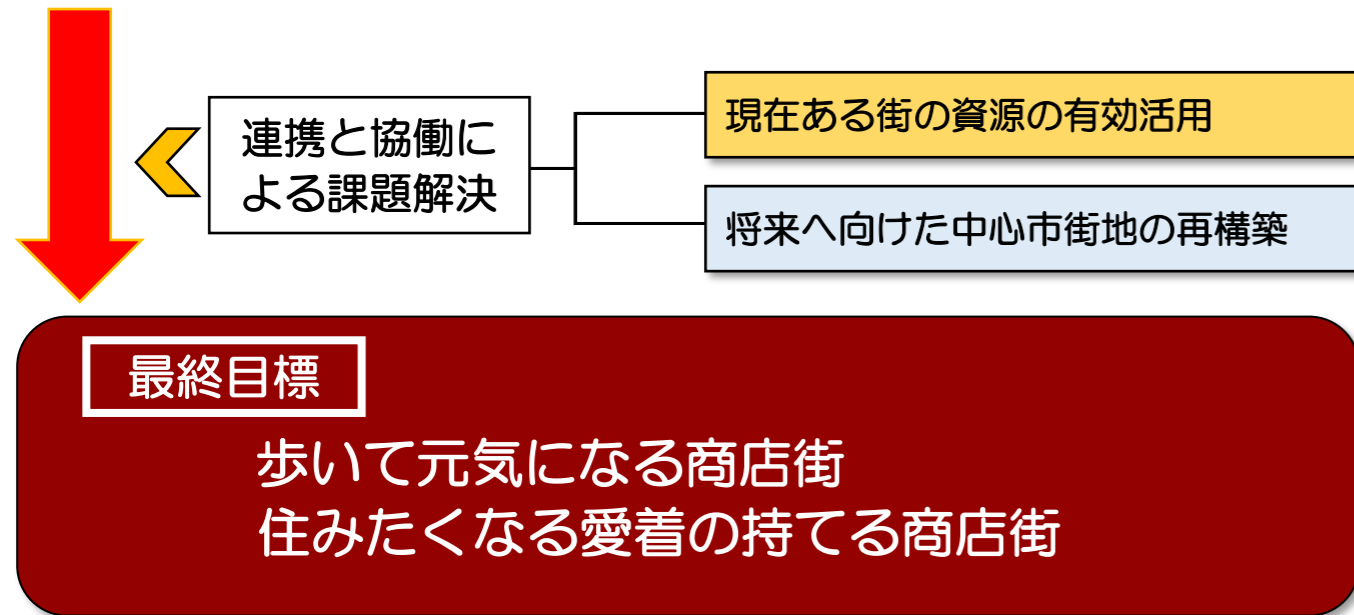 連携と協働に
よる課題解決
現在ある街の資源の有効活用
将来へ向けた中心市街地の再構築
最終目標
歩いて元気になる商店街
住みたくなる愛着の持てる商店街